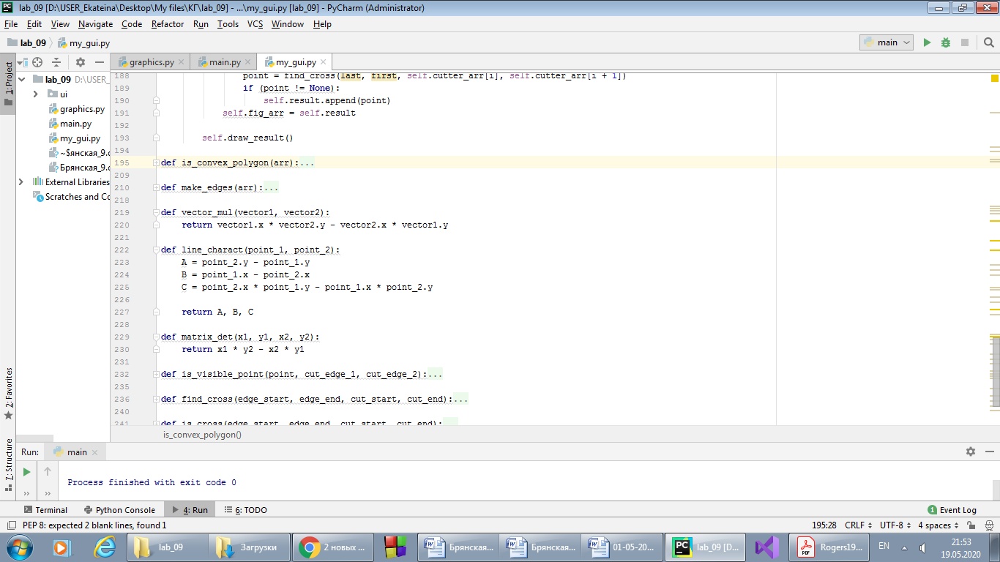 lab_09 [D:\USER_Ekateina\Desktop\My files\КГ\lab_09] - ...\my_gui.py [lab_09] - PyCharm (Administrator)
File Edit View Navigate Code Refactor Run Tools VCS Window Help
lab_09 my_gui.py main
1: Project
graphics.py main.py my_gui.py
lab_09 D:\USER_
ui
graphics.py
main.py
my_gui.py
~$янская_9.d
Брянская_9.d
External Libraries
Scratches and Co
188 point = find_cross(last, first, self.cutter_arr[i], self.cutter_arr[i + 1])
189 if (point != None):
190 self.result.append(point)
191 self.fig_arr = self.result
192
193 self.draw_result()
194
195 def is_convex_polygon(arr):...
209
210 def make_edges(arr):...
218
219 def vector_mul(vector1, vector2):
220 return vector1.x * vector2.y - vector2.x * vector1.y
221
222 def line_charact(point_1, point_2):
223 A = point_2.y - point_1.y
224 B = point_1.x - point_2.x
225 C = point_2.x * point_1.y - point_1.x * point_2.y
226
227 return A, B, C
228
229 def matrix_det(x1, y1, x2, y2):
230 return x1 * y2 - x2 * y1
231
232 def is_visible_point(point, cut_edge_1, cut_edge_2):...
235
236 def find_cross(edge_start, edge_end, cut_start, cut_end):...
240
241 def is_cross(edge_start, edge_end, cut_start, cut_end):...
is_convex_polygon()
2: Favorites
7: Structure
Run: main
Process finished with exit code 0
Terminal Python Console 4: Run 6: TODO 1 Event Log
PEP 8: expected 2 blank lines, found 1 195:28 CRLF UTF-8 4 spaces
lab_09 Загрузки 2 новых ... Брянская... Брянская... 01-05-20... lab_09 [D... Rogers19... EN 21:53
19.05.2020